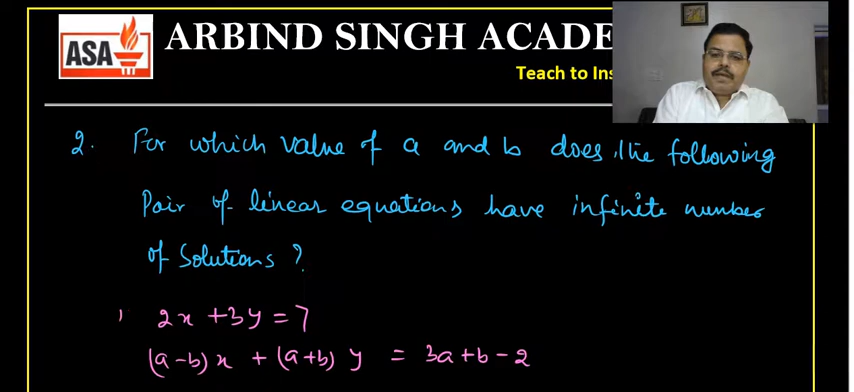 ASA
ARBIND SINGH ACADE
Teach to Ins
2. For which value of a and b does the following
Pair of linear equations have infinite number
of Solutions?
2x + 3y = 7
(a-b)x + (a+b) y = 3a+b-2